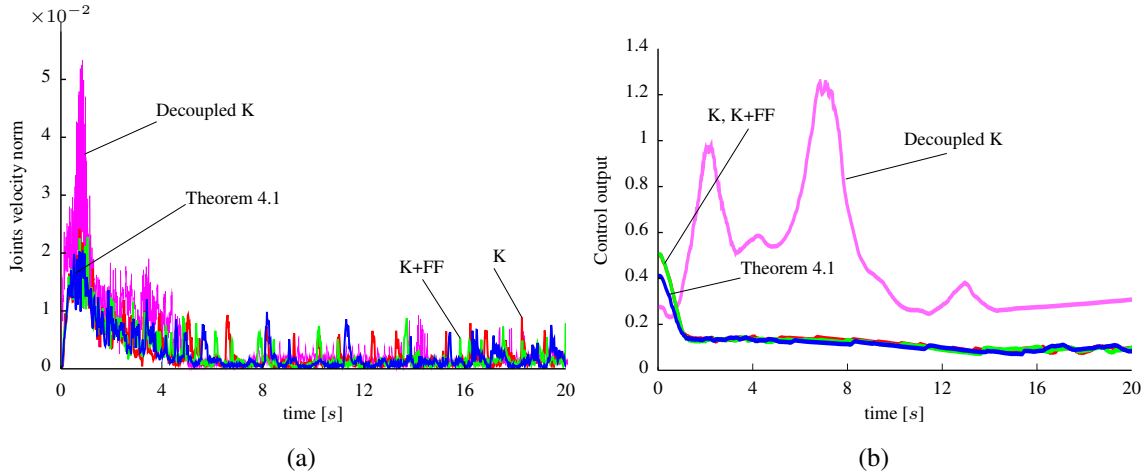 ×10−2
5
4
3
2
1
0
0 4 8 12 16 20
Joints velocity norm
time [s]
Decoupled K
Theorem 4.1
K+FF
K
(a)
1.4
1.2
1
0.8
0.6
0.4
0.2
0
0 4 8 12 16 20
Control output
time [s]
K, K+FF
Decoupled K
Theorem 4.1
(b)